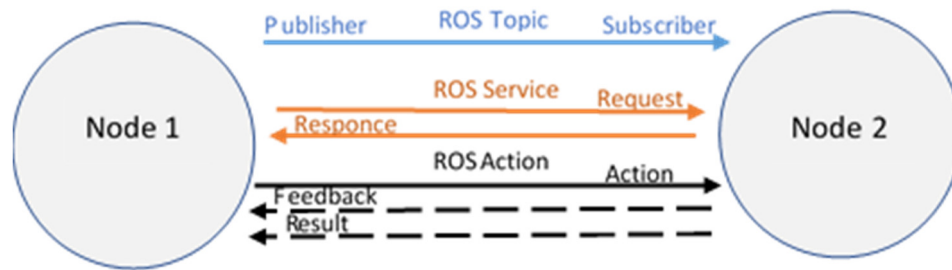 Publisher ROS Topic Subscriber
ROS Service
Request
Responce
Node 1
Node 2
ROS Action
Action
Feedback
Result